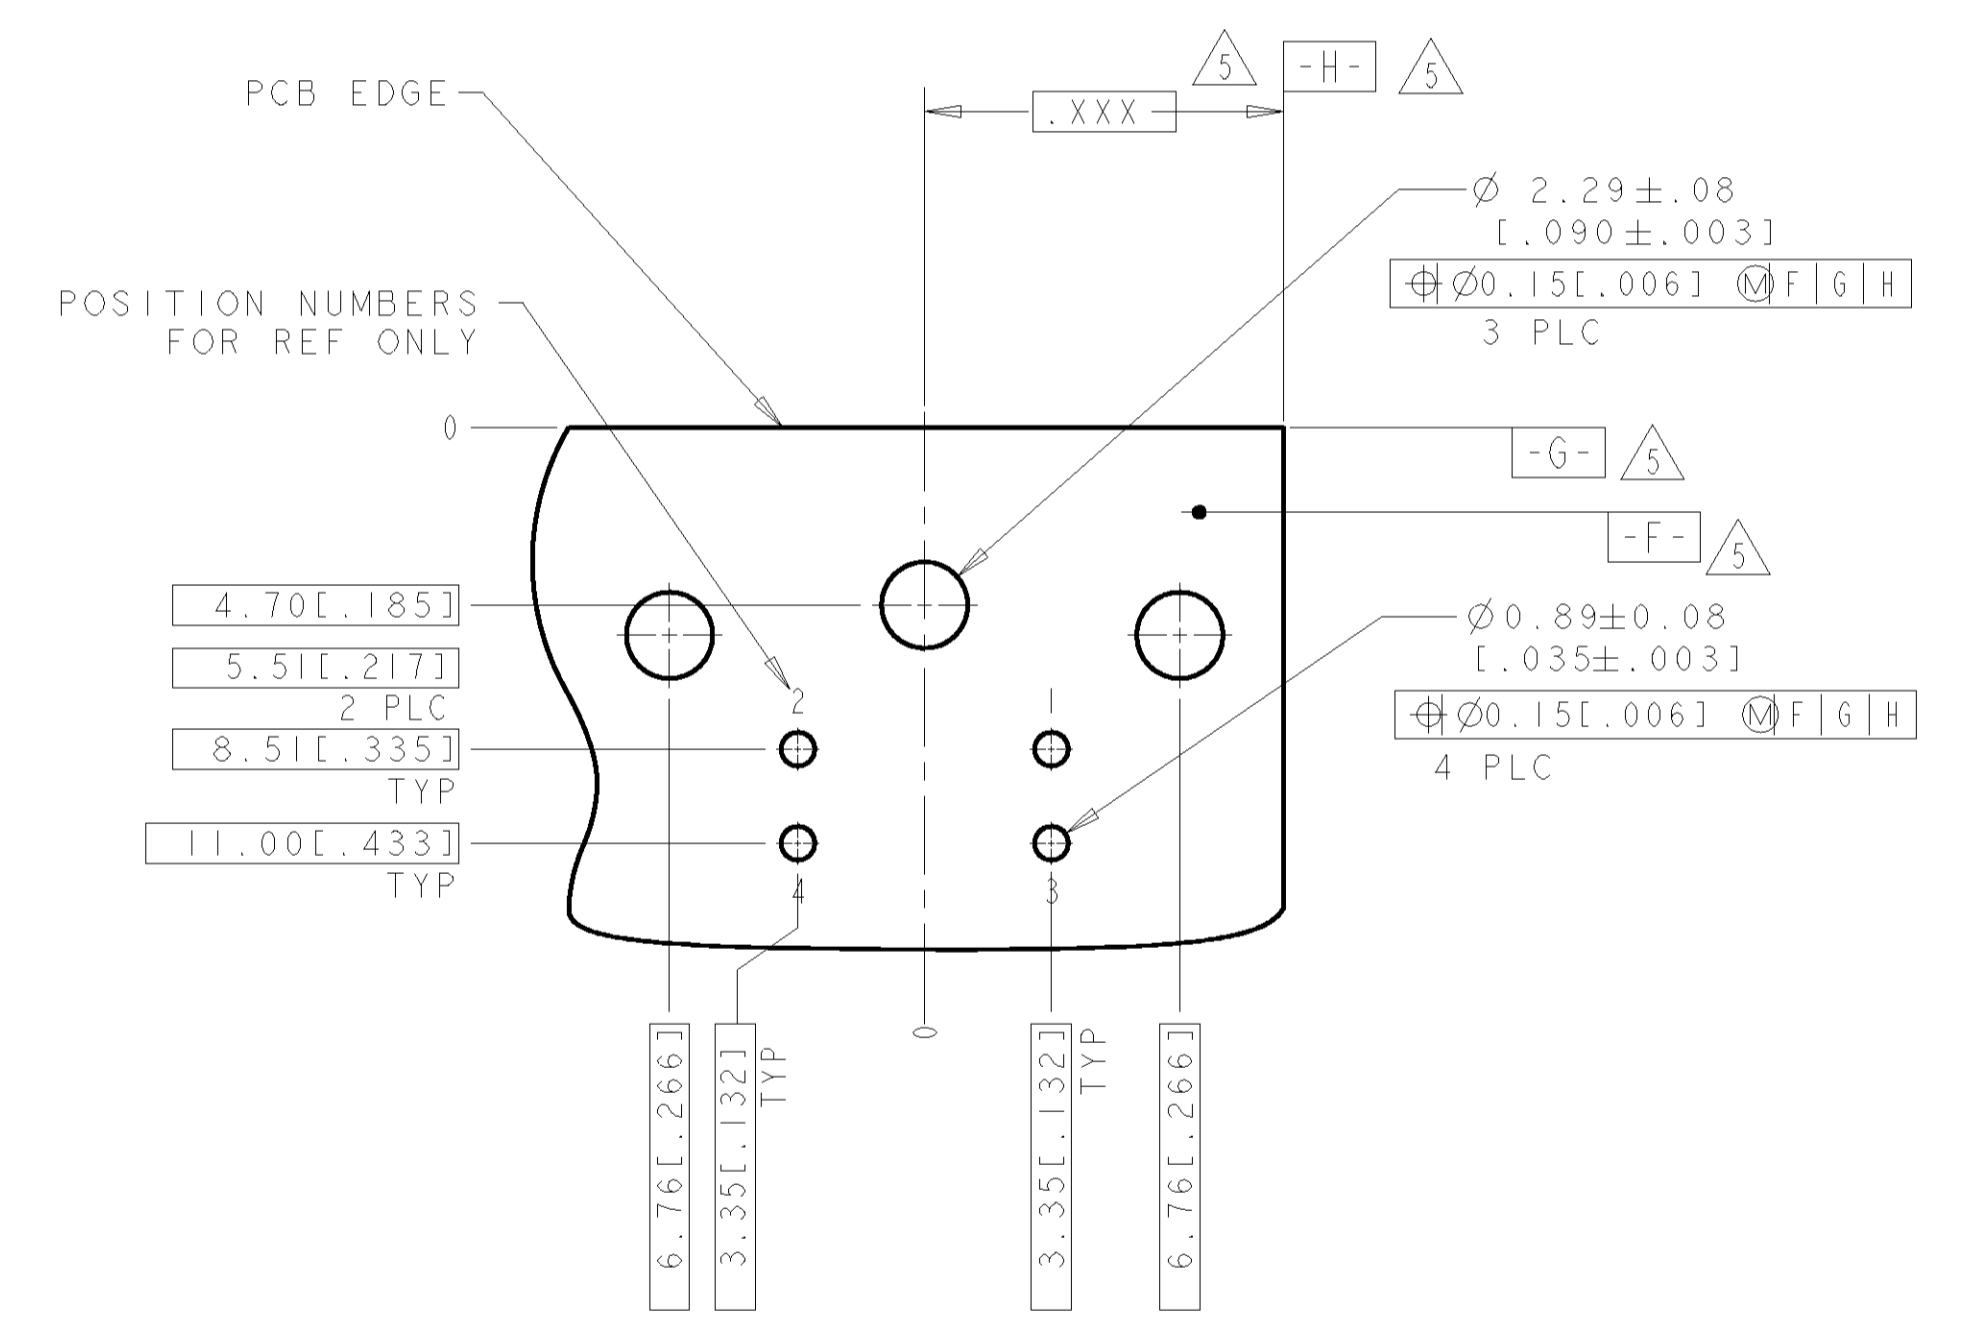 5
-H-
5
PCB EDGE
.XXX
Ø 2.29±.08
[.090±.003]
Ø0.15[.006] Ⓜ F G H
3 PLC
POSITION NUMBERS
FOR REF ONLY
0
-G-
5
-F-
5
4.70[.185]
5.51[.217]
2 PLC
8.51[.335]
TYP
11.00[.433]
TYP
2
Ø0.89±0.08
[.035±.003]
Ø0.15[.006] Ⓜ F G H
4 PLC
4
3
6.76[.266]
3.35[.132]
TYP
0
3.35[.132]
TYP
6.76[.266]